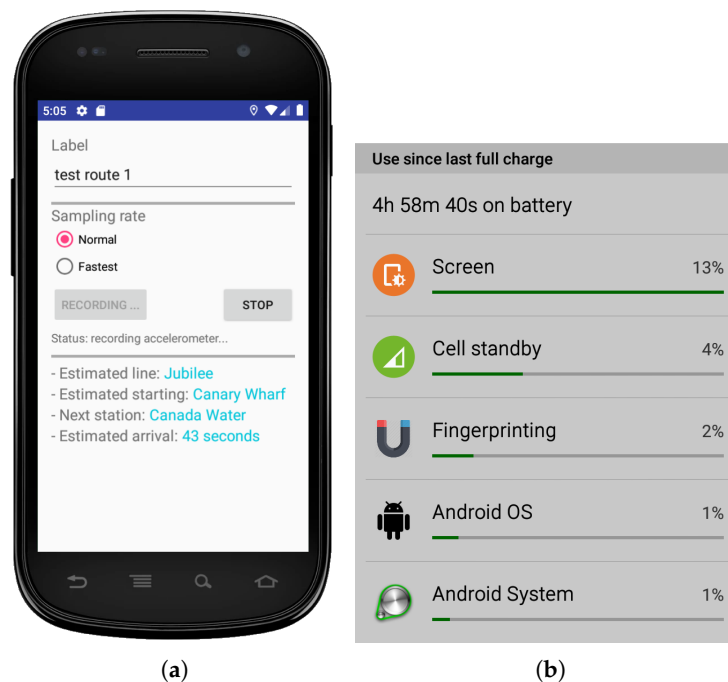 5:05
Label
test route 1
Sampling rate
Normal
Fastest
RECORDING ... STOP
Status: recording accelerometer...
- Estimated line: Jubilee
- Estimated starting: Canary Wharf
- Next station: Canada Water
- Estimated arrival: 43 seconds
(a)
Use since last full charge
4h 58m 40s on battery
Screen 13%
Cell standby 4%
Fingerprinting 2%
Android OS 1%
Android System 1%
(b)